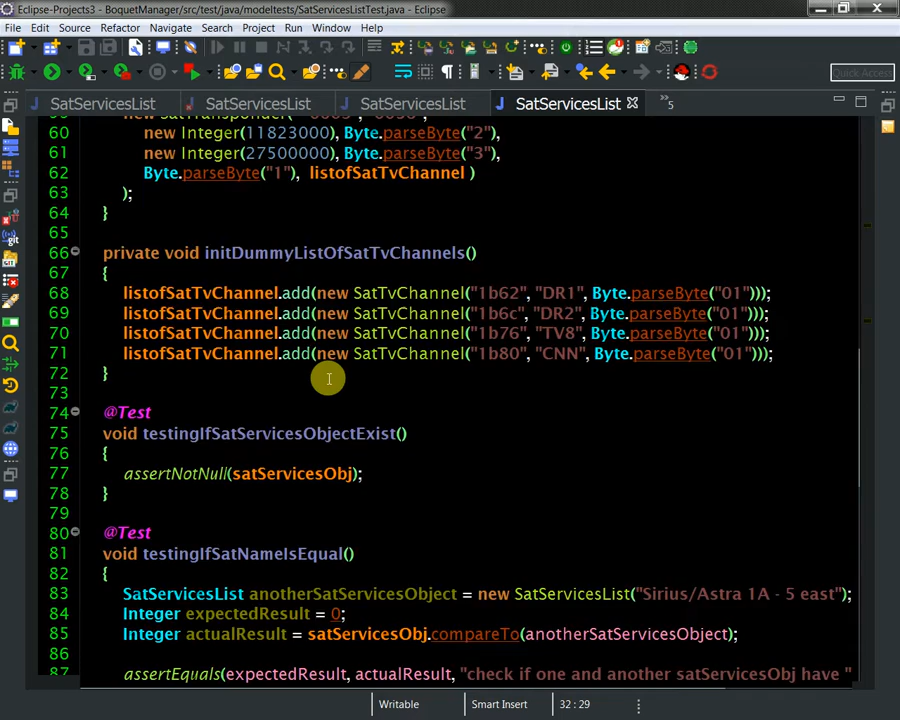 Eclipse-Projects3 - BoquetManager/src/test/java/modeltests/SatServicesListTest.java - Eclipse
File Edit Source Refactor Navigate Search Project Run Window Help
Quick Access
SatServicesList SatServicesList SatServicesList SatServicesList »5
60 new Integer(11823000), Byte.parseByte("2"),
61 new Integer(27500000), Byte.parseByte("3"),
62 Byte.parseByte("1"), listofSatTvChannel )
63 );
64 }
65
66 private void initDummyListOfSatTvChannels()
67 {
68 listofSatTvChannel.add(new SatTvChannel("1b62", "DR1", Byte.parseByte("01")));
69 listofSatTvChannel.add(new SatTvChannel("1b6c", "DR2", Byte.parseByte("01")));
70 listofSatTvChannel.add(new SatTvChannel("1b76", "TV8", Byte.parseByte("01")));
71 listofSatTvChannel.add(new SatTvChannel("1b80", "CNN", Byte.parseByte("01")));
72 }
73
74 @Test
75 void testingIfSatServicesObjectExist()
76 {
77 assertNotNull(satServicesObj);
78 }
79
80 @Test
81 void testingIfSatNameIsEqual()
82 {
83 SatServicesList anotherSatServicesObject = new SatServicesList("Sirius/Astra 1A - 5 east");
84 Integer expectedResult = 0;
85 Integer actualResult = satServicesObj.compareTo(anotherSatServicesObject);
86
87 assertEquals(expectedResult, actualResult, "check if one and another satServicesObj have "
Writable Smart Insert 32 : 29